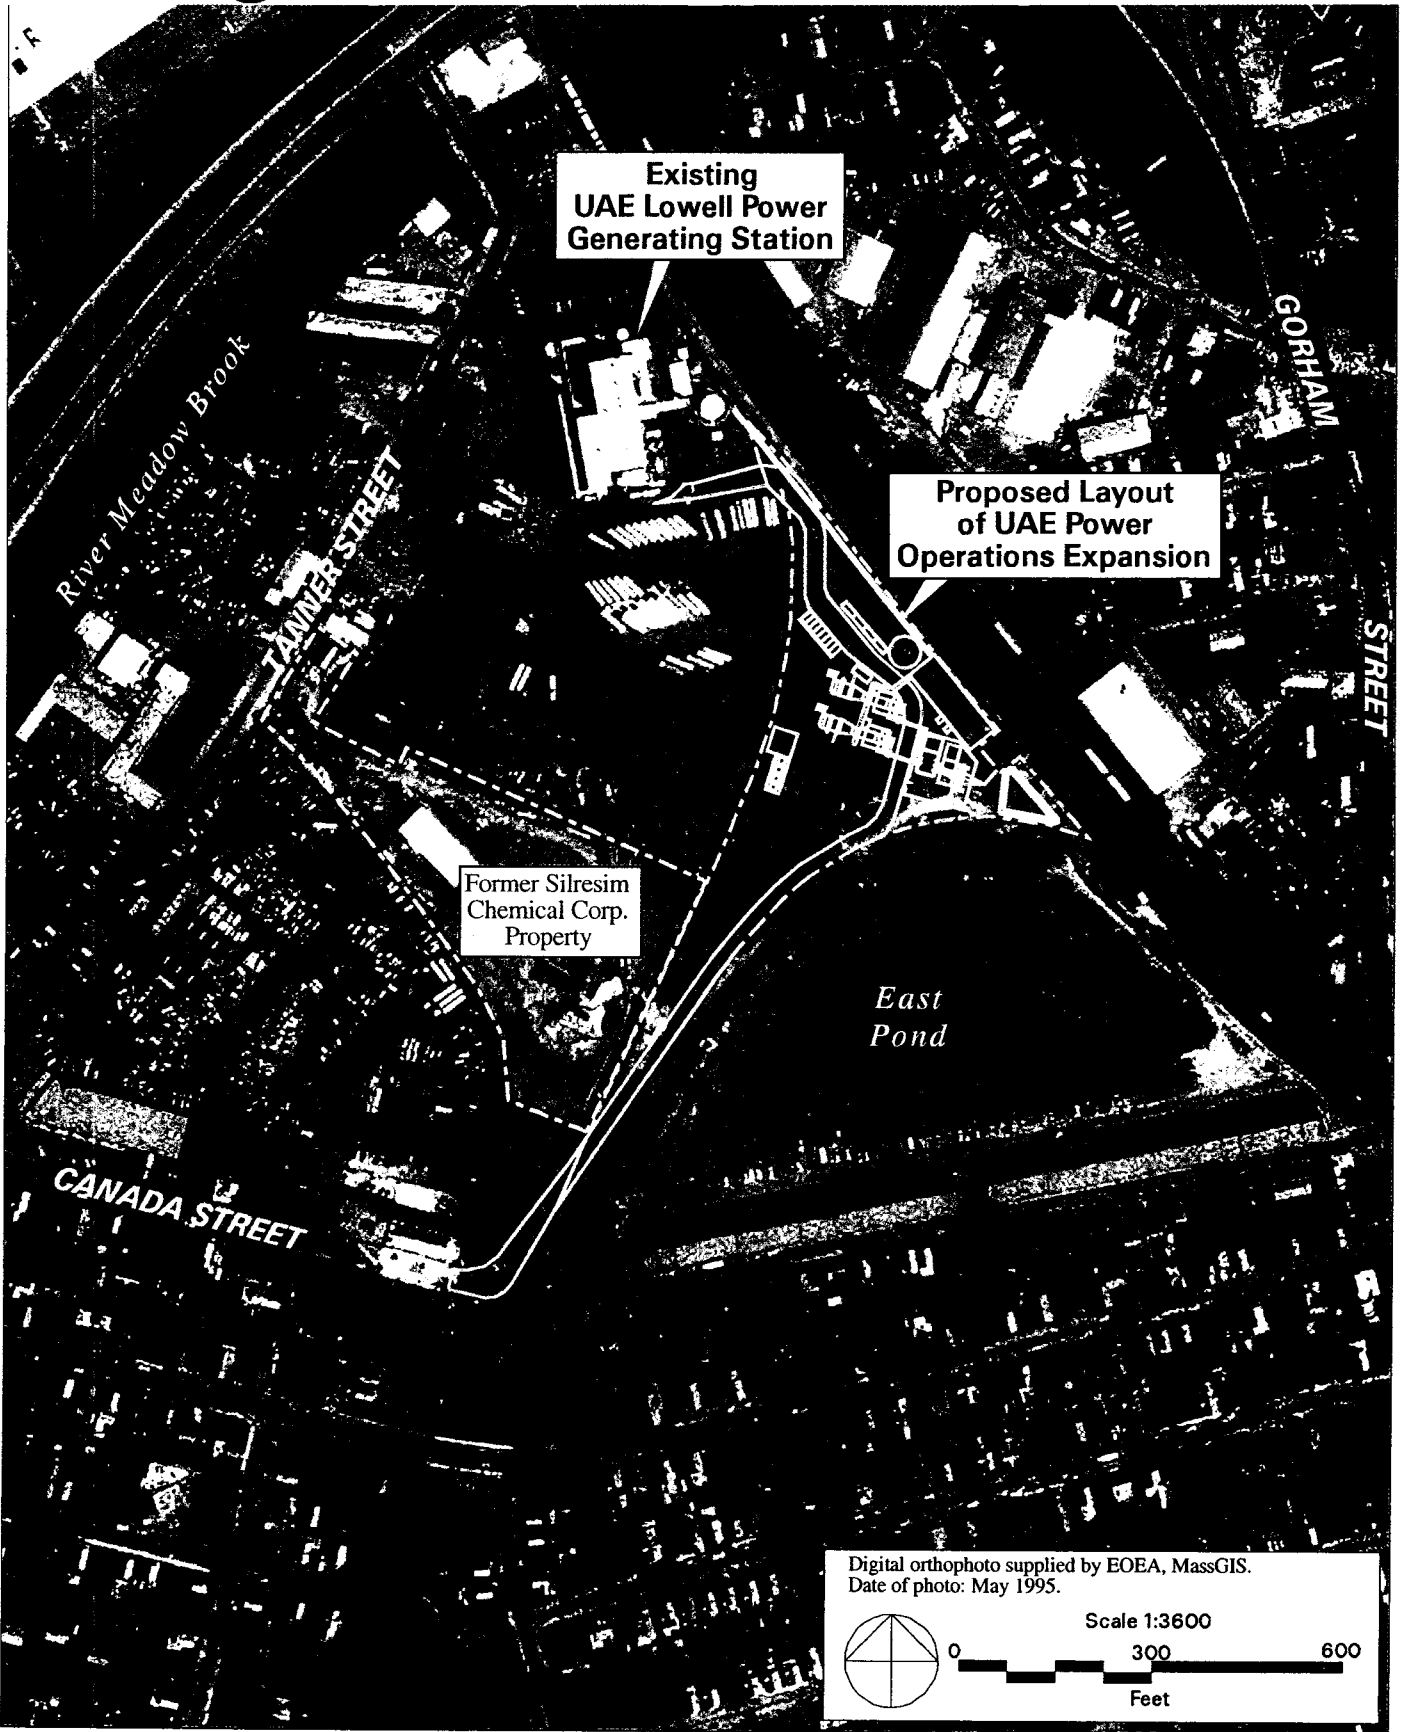 Existing
UAE Lowell Power
Generating Station
GORHAM
STREET
River Meadow Brook
TANNER STREET
Proposed Layout
of UAE Power
Operations Expansion
Former Silresim
Chemical Corp.
Property
East
Pond
CANADA STREET
Digital orthophoto supplied by EOEA, MassGIS.
Date of photo: May 1995.
Scale 1:3600
0 300 600
Feet